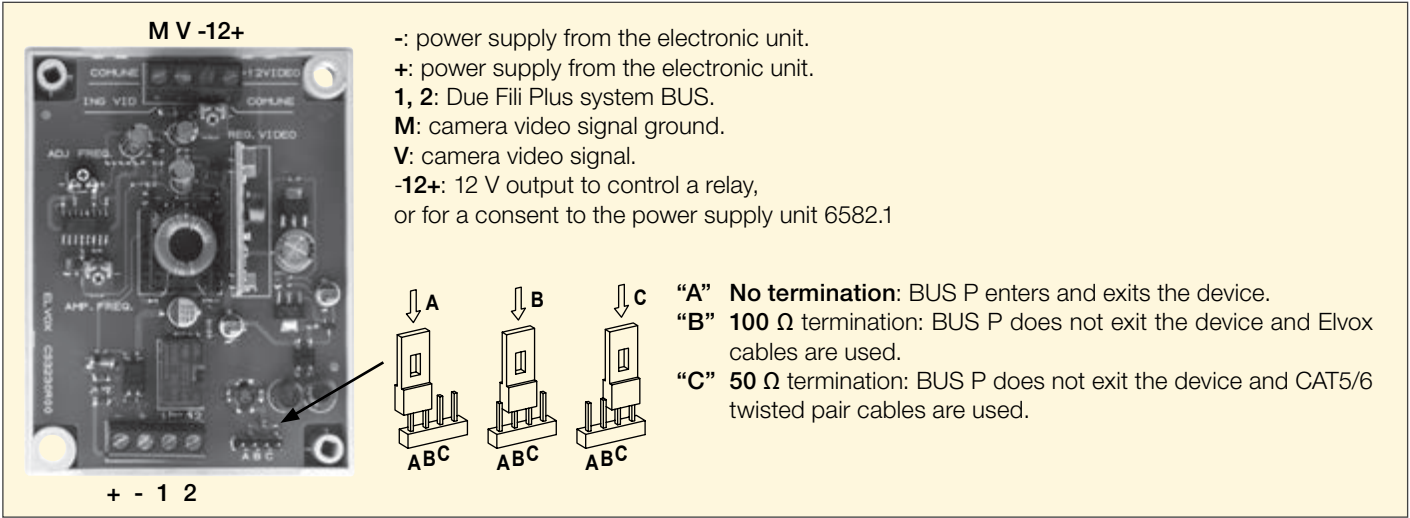 M V -12+
COMUNE
-12VIDEO
ING VID
COMUNE
REG.VIDEO
ADJ FREQ.
AMP.FREQ.
ELVOX
A B C
+ - 1 2
-: power supply from the electronic unit.
+: power supply from the electronic unit.
1, 2: Due Fili Plus system BUS.
M: camera video signal ground.
V: camera video signal.
-12+: 12 V output to control a relay,
or for a consent to the power supply unit 6582.1
A
B
C
ABC
ABC
ABC
“A” No termination: BUS P enters and exits the device.
“B” 100 Ω termination: BUS P does not exit the device and Elvox
cables are used.
“C” 50 Ω termination: BUS P does not exit the device and CAT5/6
twisted pair cables are used.